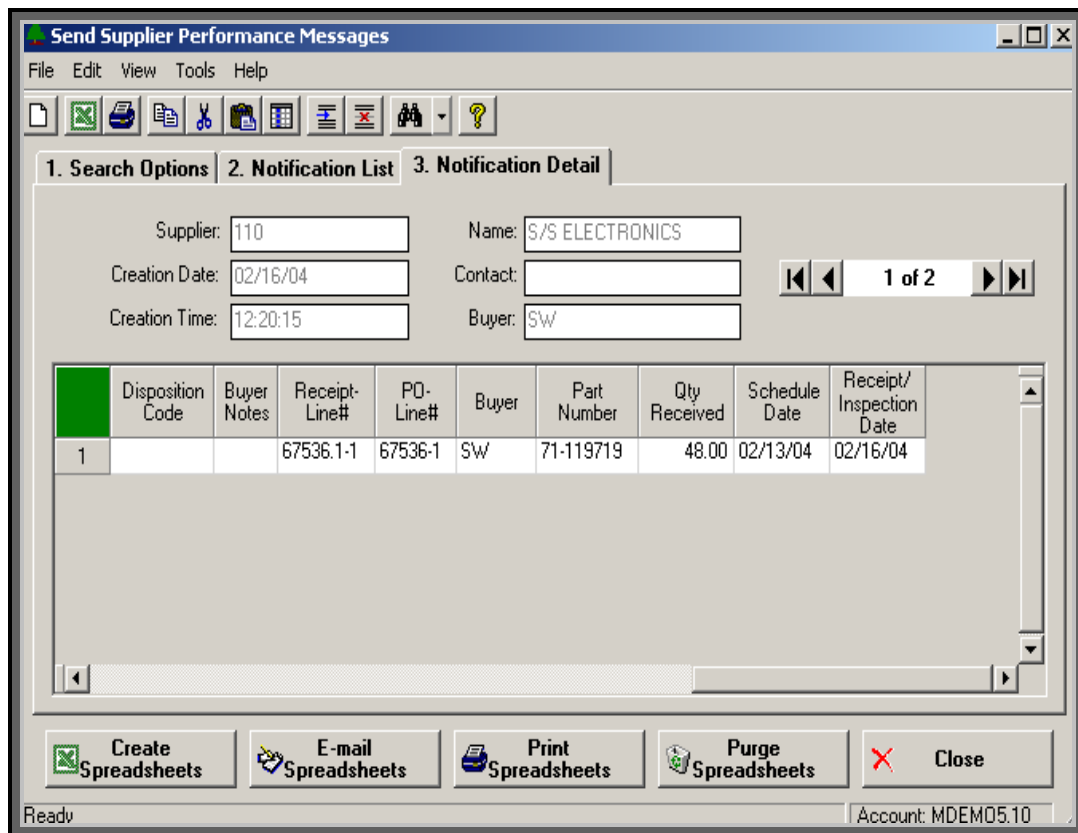 Send Supplier Performance Messages
File Edit View Tools Help
1. Search Options 2. Notification List 3. Notification Detail
Supplier: 110 Name: S/S ELECTRONICS
Creation Date: 02/16/04 Contact: 1 of 2
Creation Time: 12:20:15 Buyer: SW
Disposition Code Buyer Notes Receipt-Line# PO-Line# Buyer Part Number Qty Received Schedule Date Receipt/ Inspection Date
1 67536.1-1 67536-1 SW 71-119719 48.00 02/13/04 02/16/04
Create Spreadsheets E-mail Spreadsheets Print Spreadsheets Purge Spreadsheets Close
Ready Account: MDEMO5.10